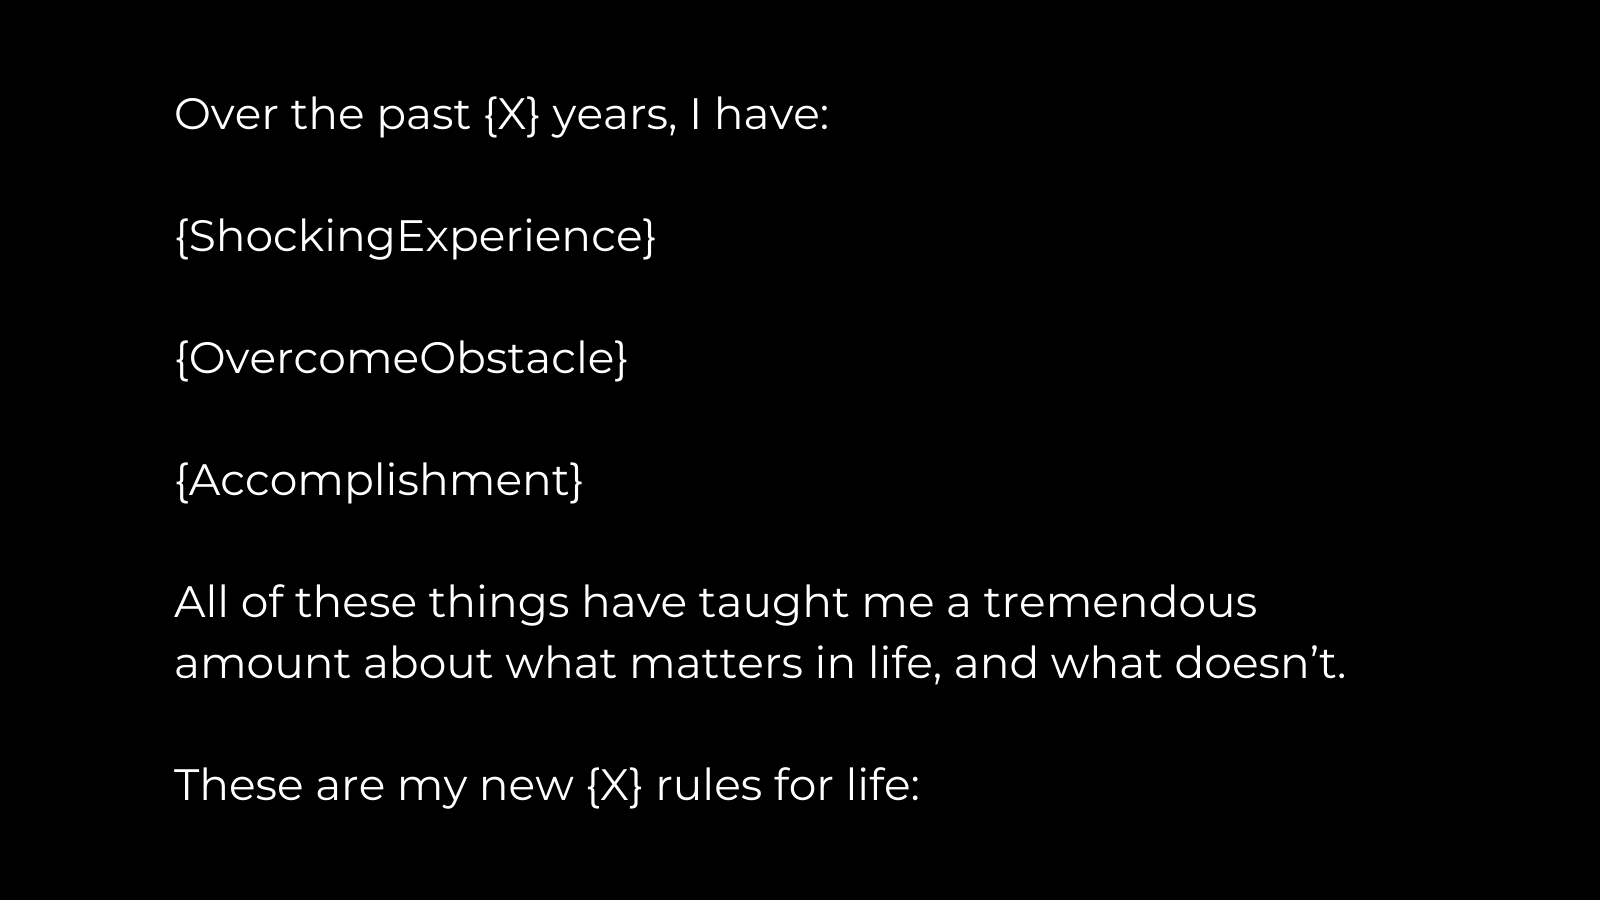 Over the past {X} years, I have:
{ShockingExperience}
{OvercomeObstacle}
{Accomplishment}
All of these things have taught me a tremendous
amount about what matters in life, and what doesn’t.
These are my new {X} rules for life: